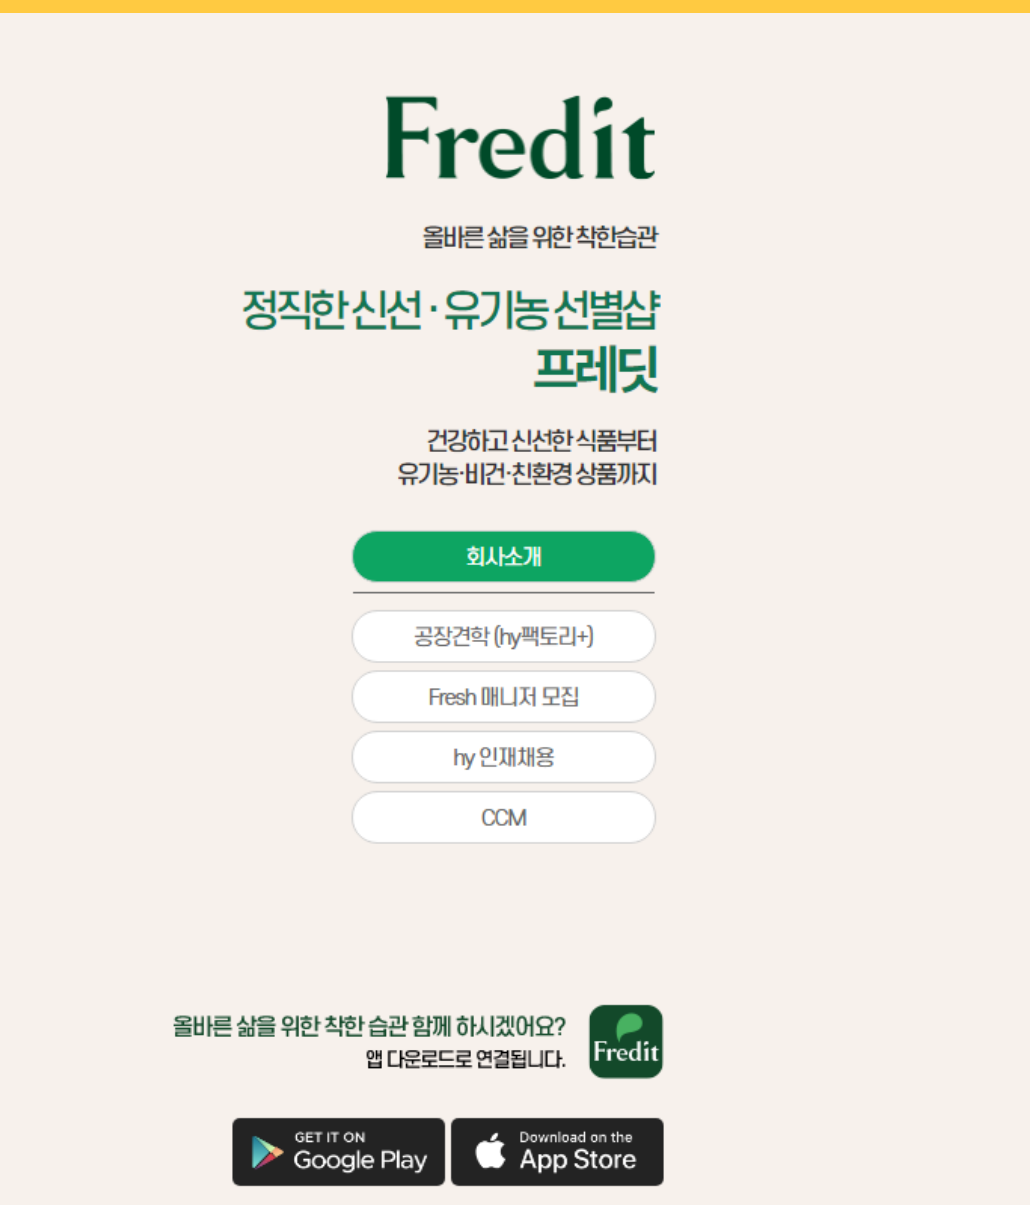 Fredit
올바른 삶을 위한 착한습관
정직한 신선 · 유기농 선별샵
프레딧
건강하고 신선한 식품부터
유기농·비건·친환경 상품까지
회사소개
공장견학 (hy팩토리+)
Fresh 매니저 모집
hy 인재채용
CCM
올바른 삶을 위한 착한 습관 함께 하시겠어요?
앱 다운로드로 연결됩니다.
Fredit
GET IT ON
Google Play
Download on the
App Store